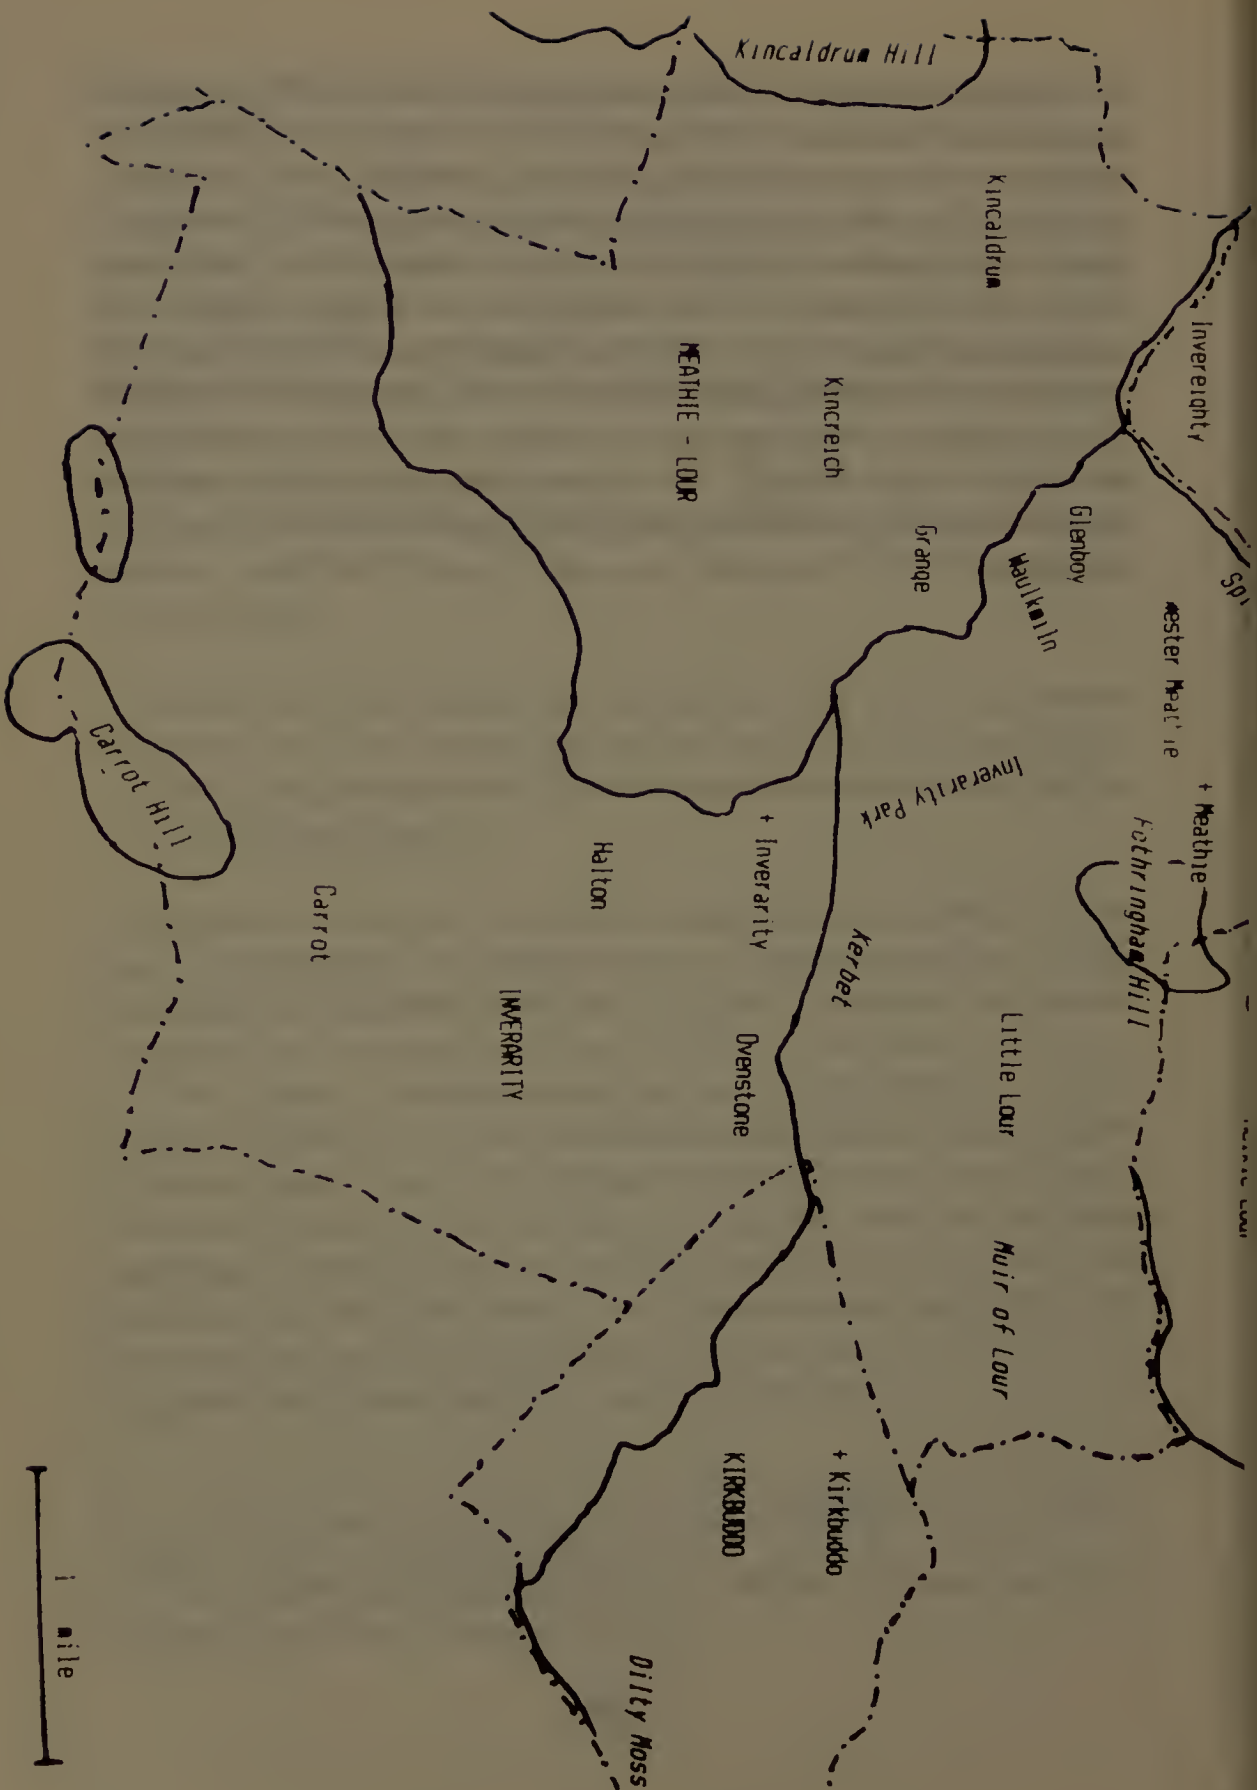 Invereighty
+ Meathie
Fothringham Hill
Glenboy
Waulkmiln
Kincaldrum
Kincaldrum Hill
Grange
Inverarity Park
Little Lour
Muir of Lour
Kincreich
Kerbet
+ Kirkbuddo
+ Inverarity
Ovenstone
KIRKBUDDO
MEATHIE - LOUR
Halton
Dilty Moss
INVERARITY
Carrot
Carrot Hill
1 mile